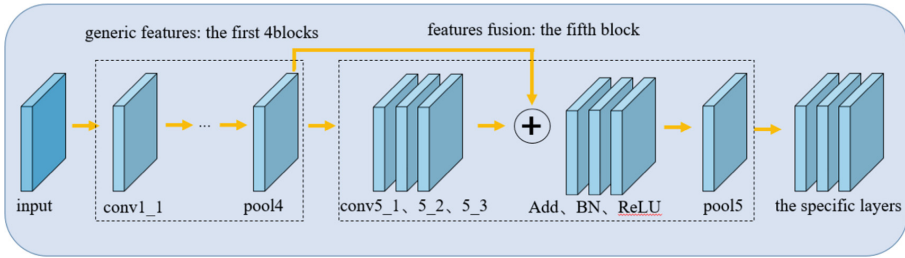 generic features: the first 4blocks
features fusion: the fifth block
...
+
input
conv1_1
pool4
conv5_1、5_2、5_3
Add、BN、ReLU
pool5
the specific layers